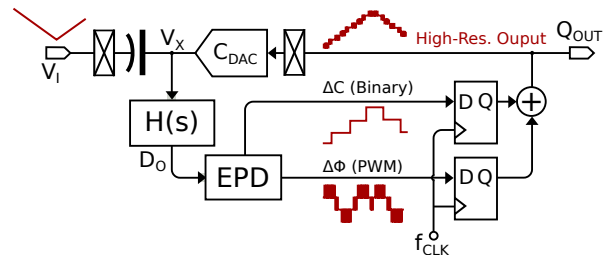 V_I
V_X
C_DAC
High-Res. Ouput
Q_OUT
H(s)
D_O
EPD
ΔC (Binary)
D Q
+
ΔΦ (PWM)
D Q
f_CLK